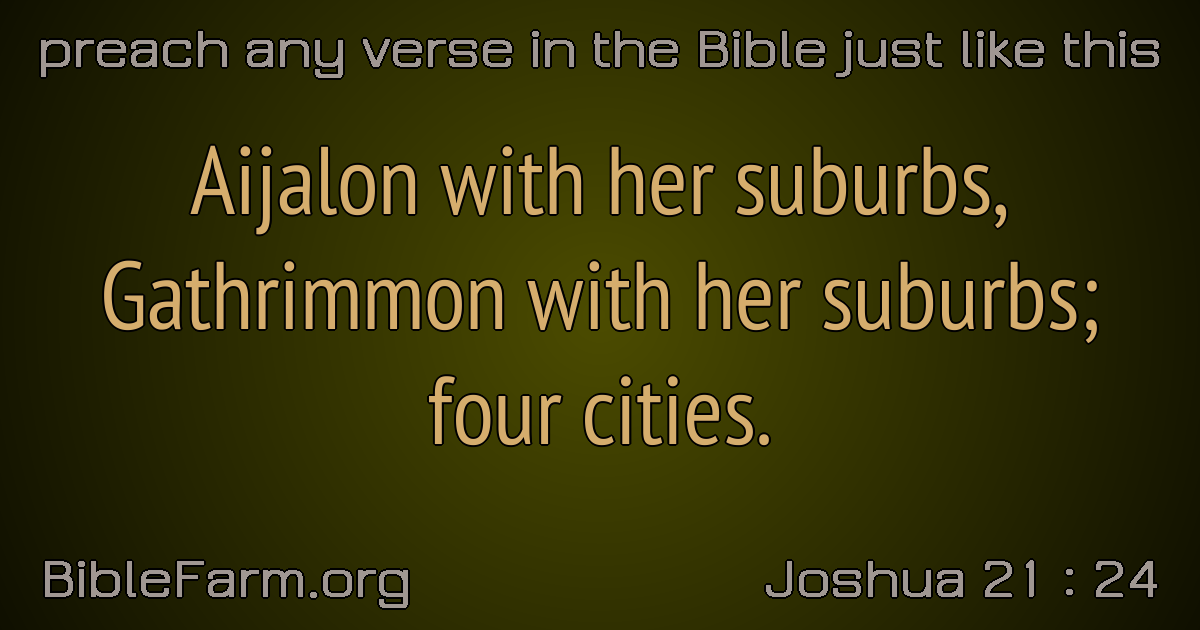 preach any verse in the Bible just like this
Aijalon with her suburbs,
Gathrimmon with her suburbs;
four cities.
BibleFarm.org
Joshua 21 : 24